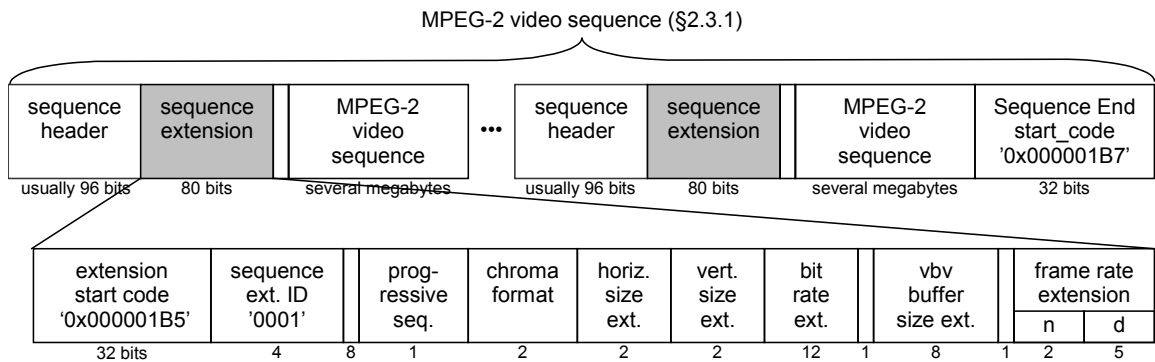 MPEG-2 video sequence (§2.3.1)
sequence header
sequence extension
MPEG-2 video sequence
•••
sequence header
sequence extension
MPEG-2 video sequence
Sequence End start_code '0x000001B7'
usually 96 bits
80 bits
several megabytes
usually 96 bits
80 bits
several megabytes
32 bits
extension start code ‘0x000001B5’
sequence ext. ID '0001'
prog-ressive seq.
chroma format
horiz. size ext.
vert. size ext.
bit rate ext.
vbv buffer size ext.
frame rate extension
n
d
32 bits
4
8
1
2
2
2
12
1
8
1
2
5